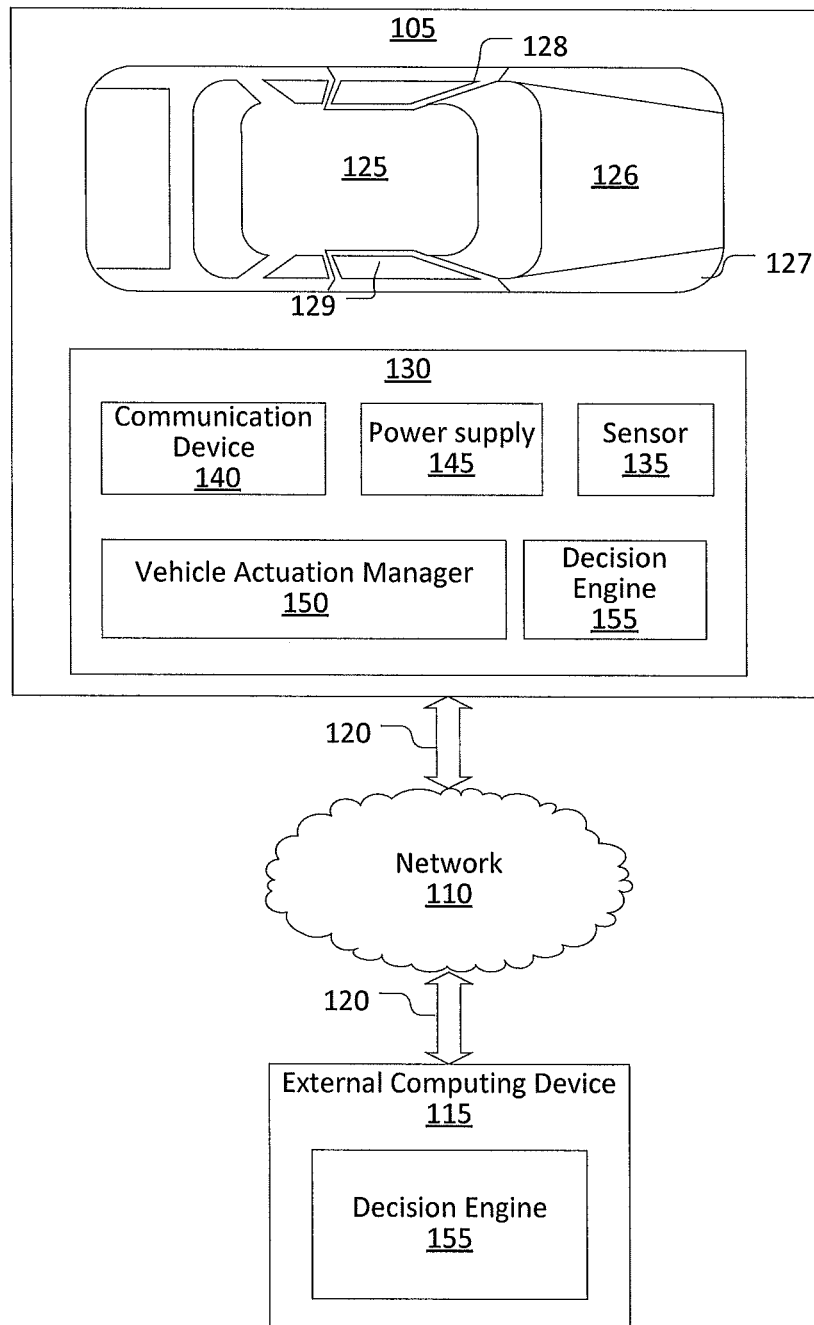 105
128
125
126
127
129
130
Communication
Device
140
Power supply
145
Sensor
135
Vehicle Actuation Manager
150
Decision
Engine
155
120
Network
110
120
External Computing Device
115
Decision Engine
155